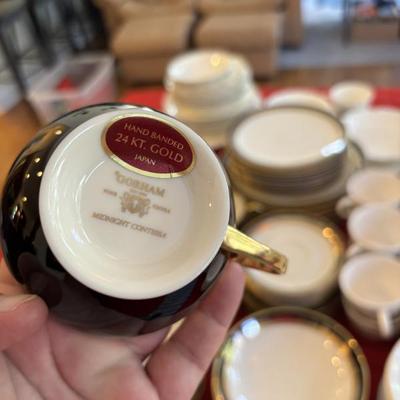 HAND BANDED
24 KT. GOLD
JAPAN
GORHAM
FINE CHINA
MIDNIGHT CONTESSA